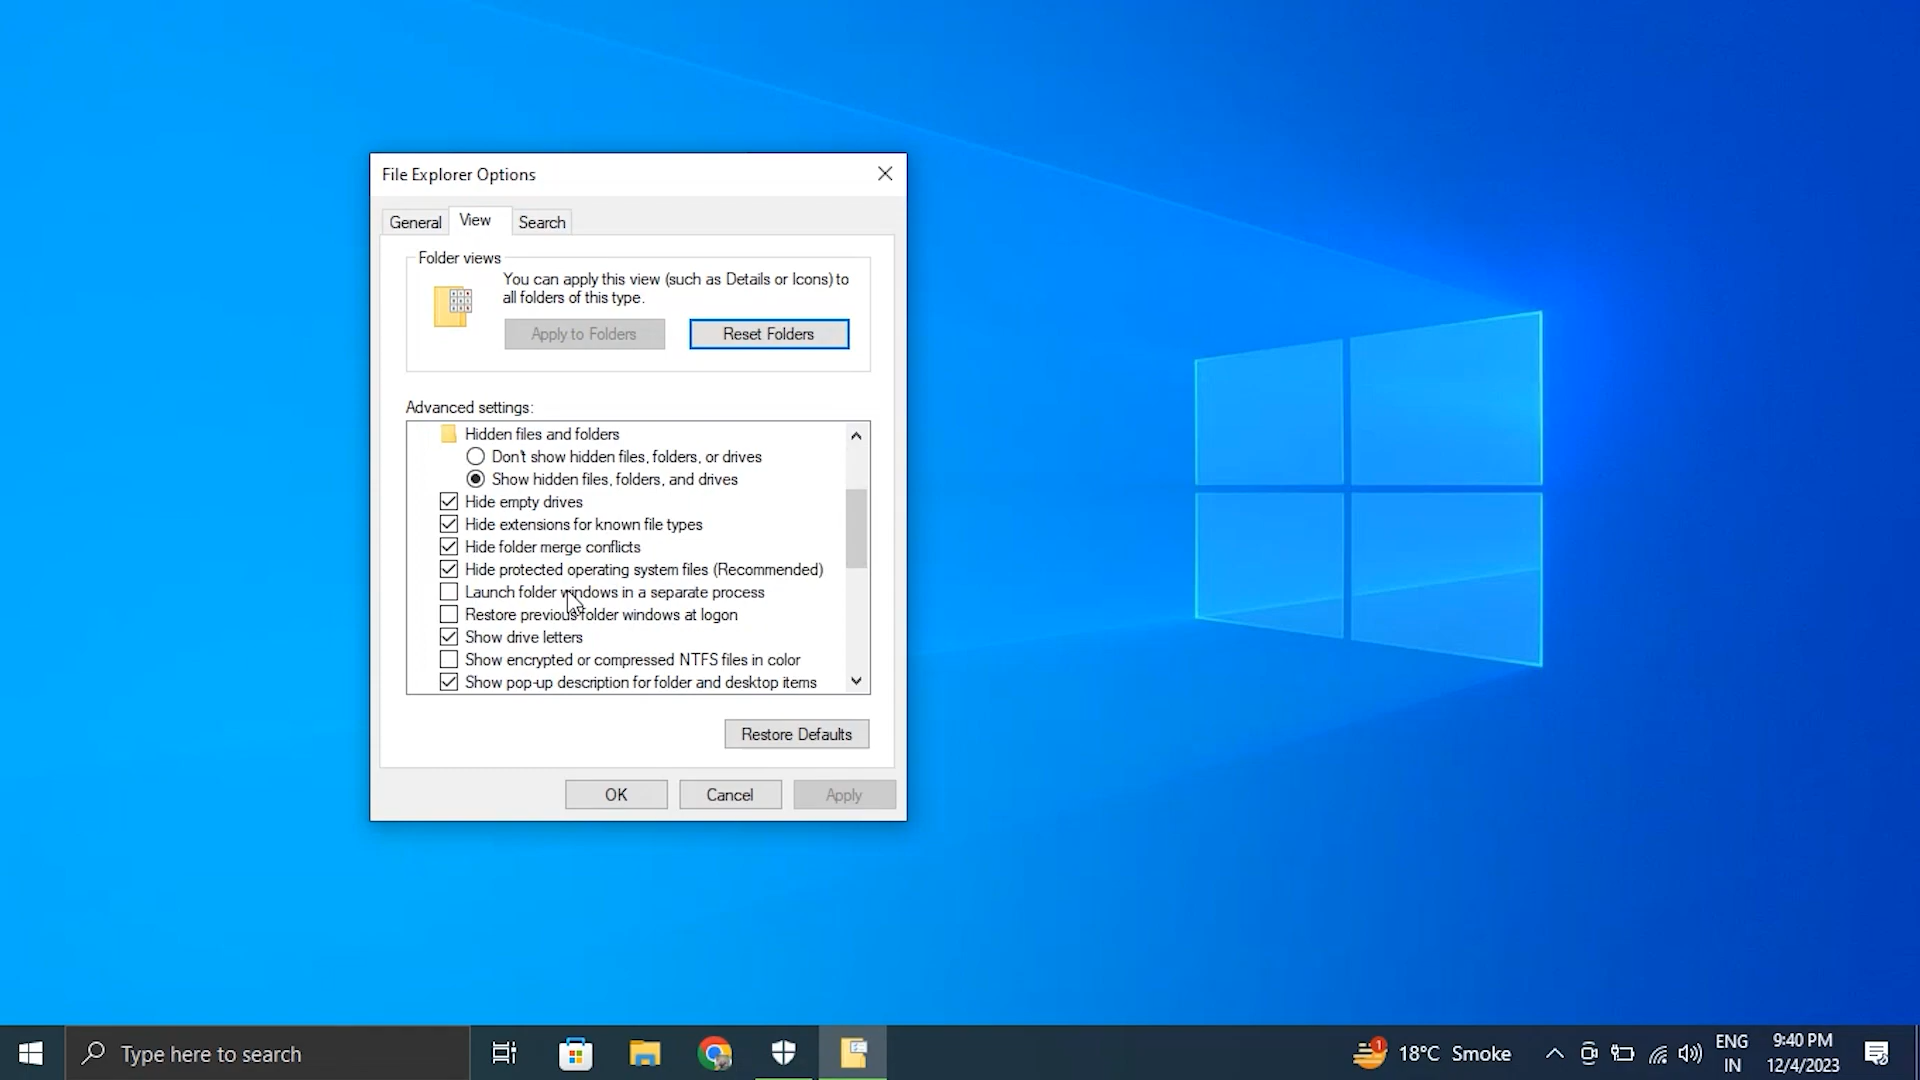 File Explorer Options
General
View
Search
Folder views
You can apply this view (such as Details or Icons) to
all folders of this type.
Apply to Folders
Reset Folders
Advanced settings:
Hidden files and folders
Don't show hidden files, folders, or drives
Show hidden files, folders, and drives
Hide empty drives
Hide extensions for known file types
Hide folder merge conflicts
Hide protected operating system files (Recommended)
Launch folder windows in a separate process
Restore previous folder windows at logon
Show drive letters
Show encrypted or compressed NTFS files in color
Show pop-up description for folder and desktop items
Restore Defaults
OK
Cancel
Apply
Type here to search
1
18°C Smoke
ENG
IN
9:40 PM
12/4/2023